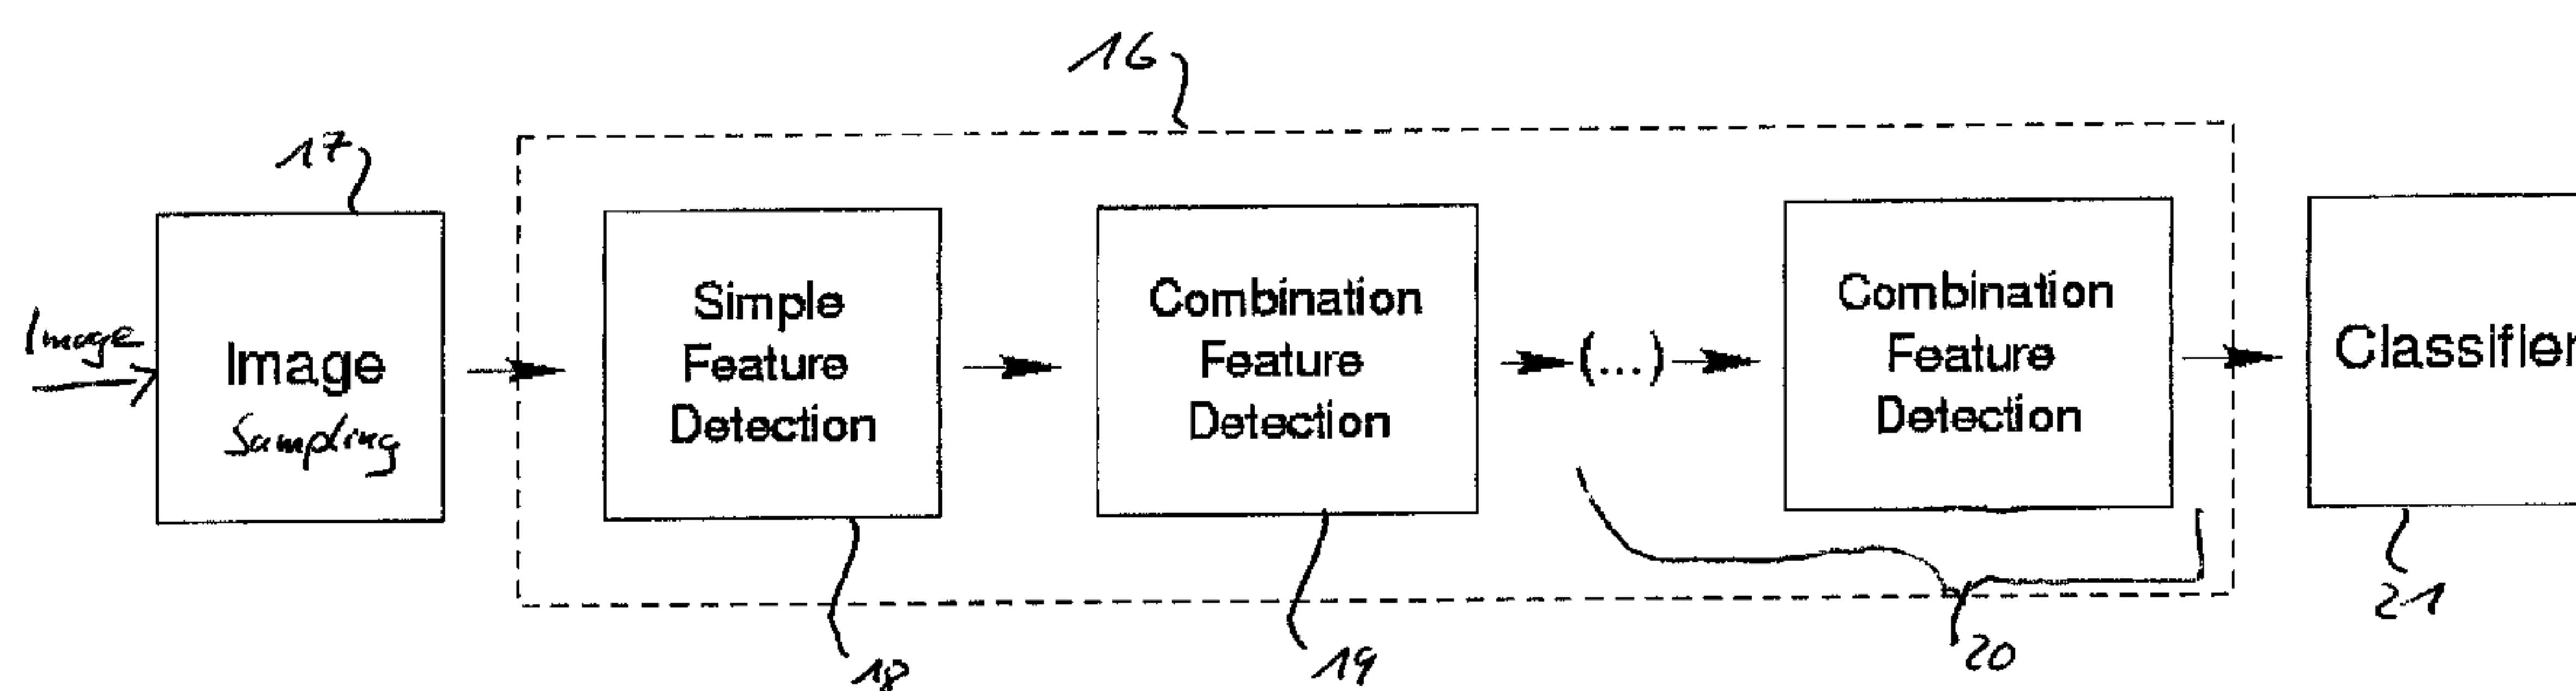 16
17
Image
Image
Sampling
Simple
Feature
Detection
Combination
Feature
Detection
(...)
Combination
Feature
Detection
Classifier
18
19
20
21